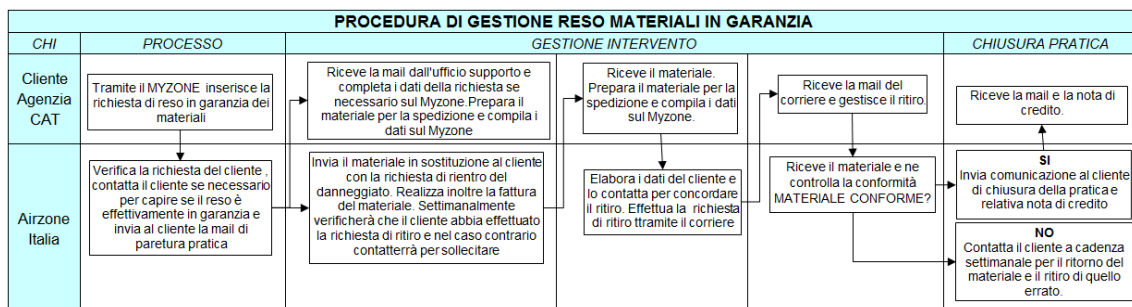 PROCEDURA DI GESTIONE RESO MATERIALI IN GARANZIA
CHI
PROCESSO
GESTIONE INTERVENTO
CHIUSURA PRATICA
Cliente
Agenzia
CAT
Tramite il MYZONE inserisce la
richiesta di reso in garanzia dei
materiali
Riceve la mail dall'ufficio supporto e
completa i dati della richiesta se
necessario sul Myzone.Prepara il
materiale per la spedizione e compila i
dati sul Myzone
Riceve il materiale.
Prepara il materiale per la
spedizione e compila i dati
sul Myzone.
Riceve la mail del
corriere e gestisce il ritiro.
Riceve la mail e la nota di
credito.
Airzone
Italia
Verifica la richiesta del cliente ,
contatta il cliente se necessario
per capire se il reso è
effettivamente in garanzia e
invia al cliente la mail di
paretura pratica
Invia il materiale in sostituzione al cliente
con la richiesta di rientro del
danneggiato. Realizza inoltre la fattura
del materiale. Settimanalmente
verificherà che il cliente abbia effettuato
la richiesta di ritiro e nel caso contrario
contatterrà per sollecitare
Elabora i dati del cliente e
lo contatta per concordare
il ritiro. Effettua la  richiesta
di ritiro ttramite il corriere
Riceve il materiale e ne
controlla la conformità
MATERIALE CONFORME?
SI
Invia comunicazione al cliente
di chiusura della pratica e
relativa nota di credito
NO
Contatta il cliente a cadenza
settimanale per il ritorno del
materiale e il ritiro di quello
errato.